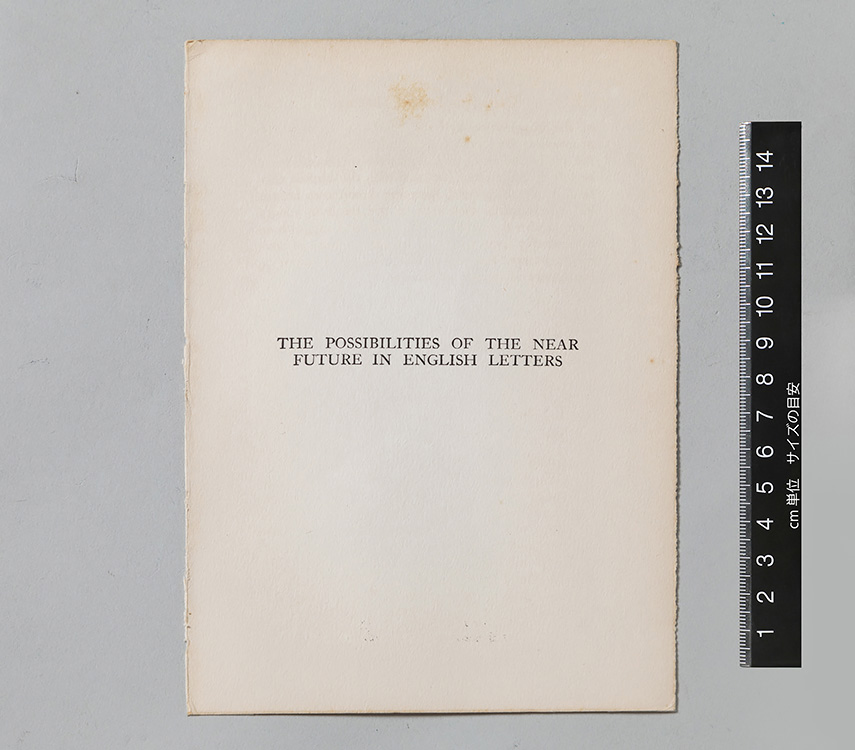 THE POSSIBILITIES OF THE NEAR
FUTURE IN ENGLISH LETTERS
1 2 3 4 5 6 7 8 9 10 11 12 13 14
cm 単位 サイズの目安